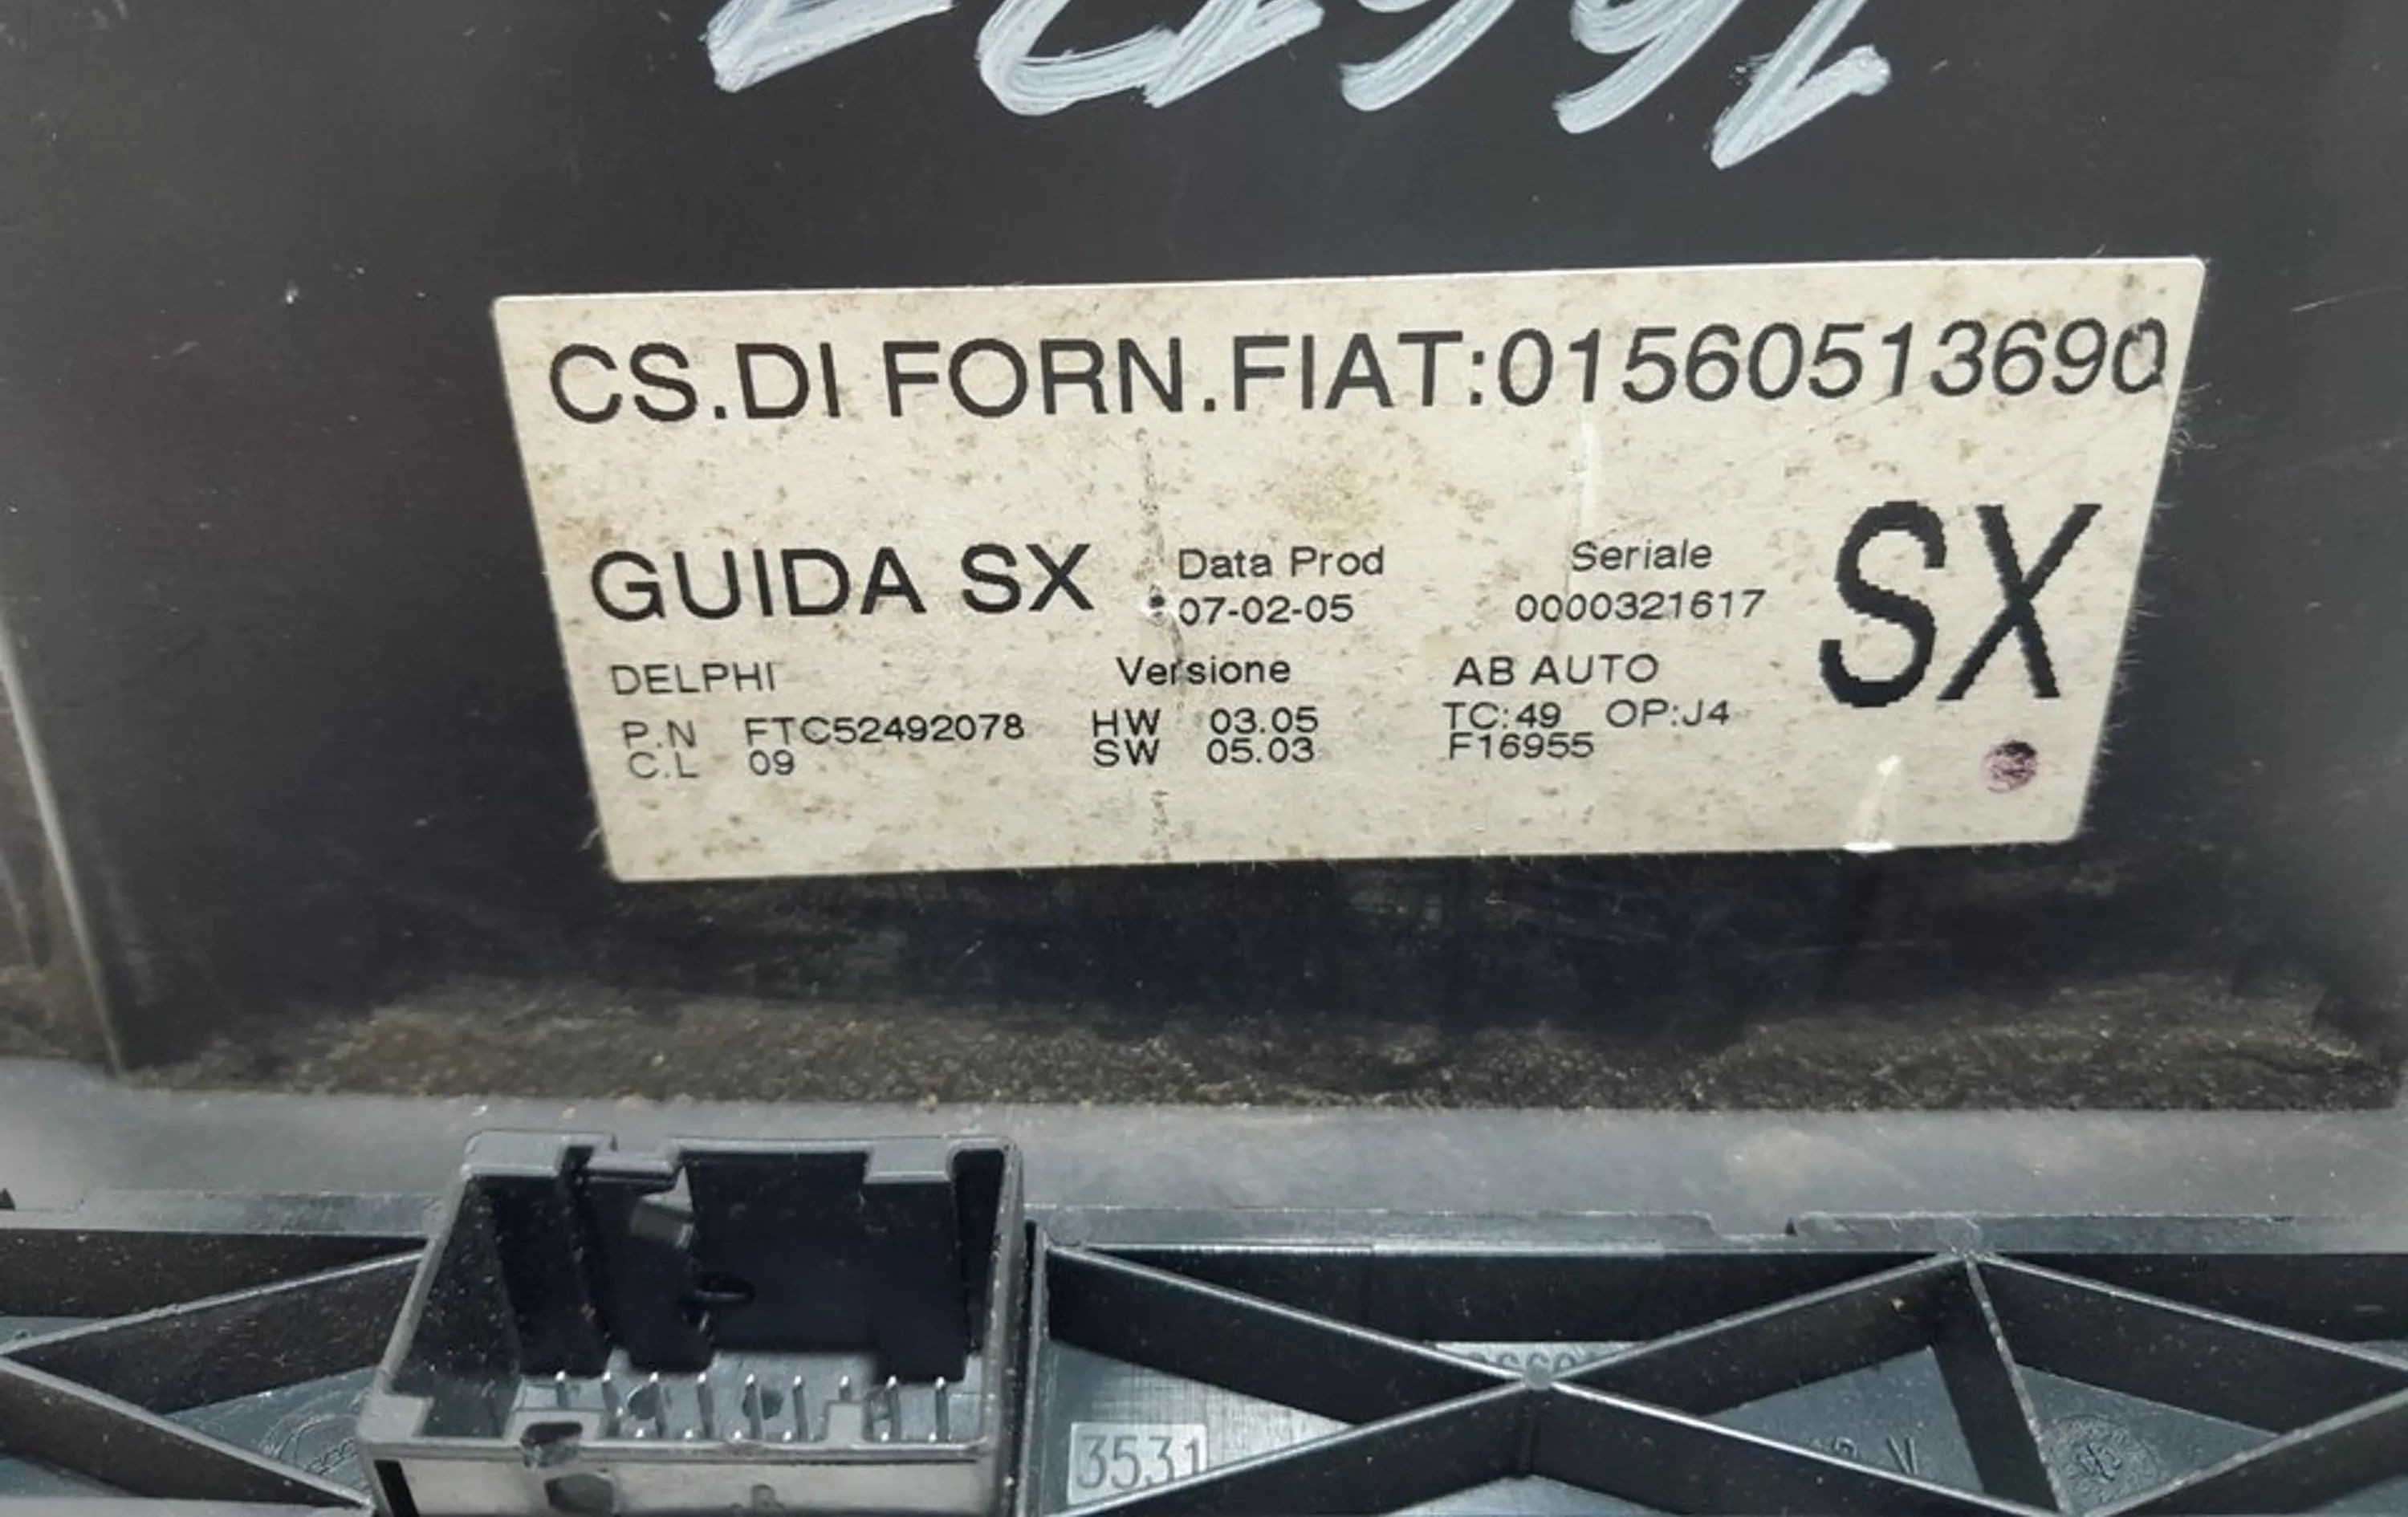 CS.DI FORN.FIAT:01560513690
GUIDA SX
Data Prod
07-02-05
Seriale
0000321617
SX
DELPHI
Versione
AB AUTO
P.N FTC52492078
HW 03.05
TC:49 OP:J4
C.L 09
SW 05.03
F16955
3531